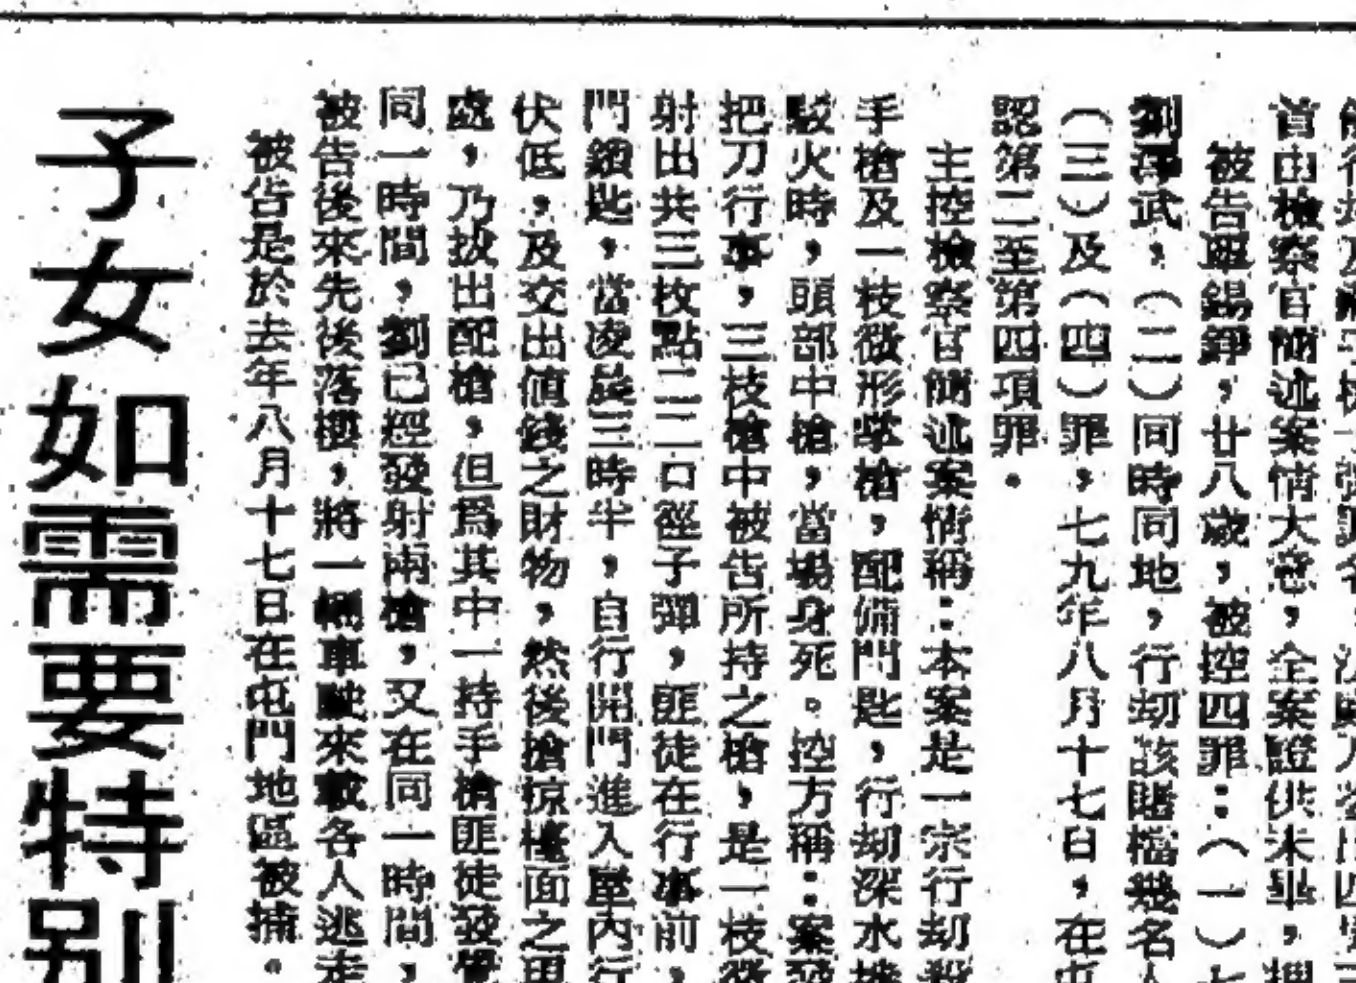 首由檢察官簡述案情大意，全案證供未畢，押
被告 錫錚，廿八歲，被控四罪：（一）七
劉 武，（二）同時同地，行刧該賭檔幾名人
（三）及（四）罪，七九年八月十七日，在屯
認第二至第四項罪。
主控檢察官簡述案情稱：本案是一宗行刧殺
手槍及一枝微形掌槍，配備門匙，行刧深水埗
駁火時，頭部中槍，當場身死。控方稱：案發
把刀行事，三枝槍中被告所持之槍，是一枝微
射出共三枚點二二口徑子彈，匪徒在行事前，
門鎖匙，當凌晨三時半，自行開門進入屋內行
伏低，及交出值錢之財物，然後搶掠檯面之
處，乃拔出配槍，但爲其中一持手槍匪徒發覺
同一時間，劉已經發射兩槍，又在同一時間，
被告後來先後落樓，將一輛車駛來載各人逃走
被告是於去年八月十七日在屯門地區被捕。
子女如需要特别